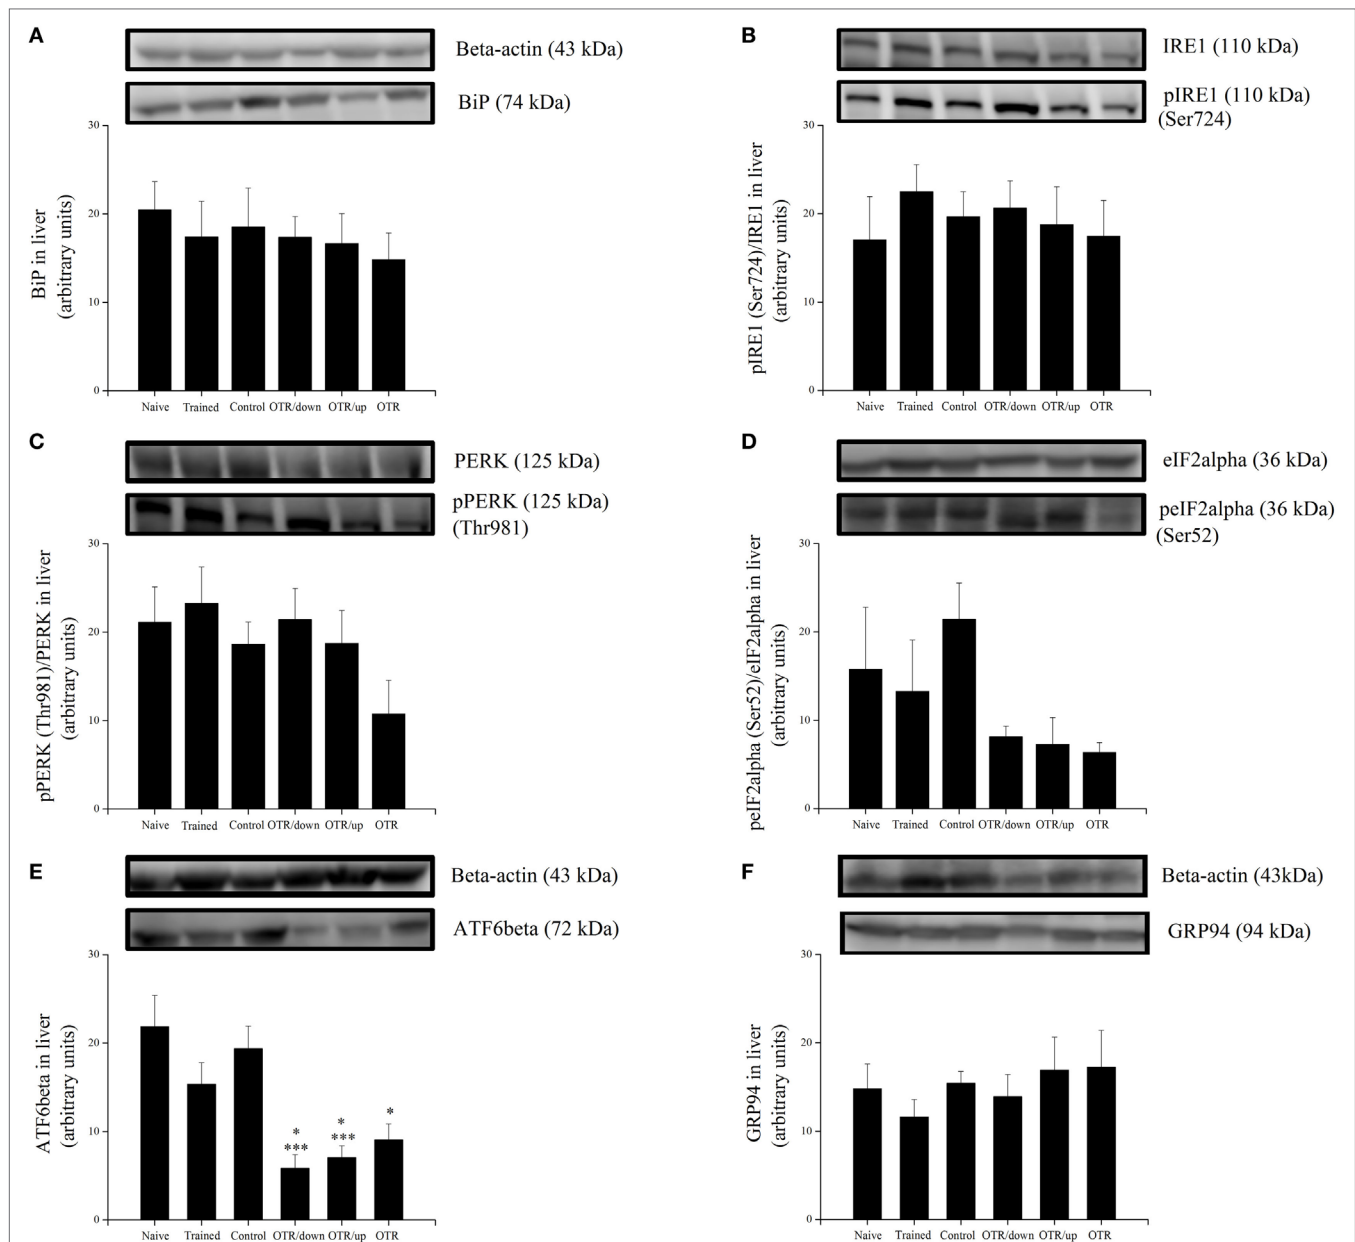 A
Beta-actin (43 kDa)
BiP (74 kDa)
30
20
10
0
BiP in liver
(arbitrary units)
Naive Trained Control OTR/down OTR/up OTR
B
IRE1 (110 kDa)
pIRE1 (110 kDa)
(Ser724)
30
20
10
0
pIRE1 (Ser724)/IRE1 in liver
(arbitrary units)
Naive Trained Control OTR/down OTR/up OTR
C
PERK (125 kDa)
pPERK (125 kDa)
(Thr981)
30
20
10
0
pPERK (Thr981)/PERK in liver
(arbitrary units)
Naive Trained Control OTR/down OTR/up OTR
D
eIF2alpha (36 kDa)
peIF2alpha (36 kDa)
(Ser52)
30
20
10
0
peIF2alpha (Ser52)/eIF2alpha in liver
(arbitrary units)
Naive Trained Control OTR/down OTR/up OTR
E
Beta-actin (43 kDa)
ATF6beta (72 kDa)
30
20
10
0
ATF6beta in liver
(arbitrary units)
* * *
*** ***
Naive Trained Control OTR/down OTR/up OTR
F
Beta-actin (43kDa)
GRP94 (94 kDa)
30
20
10
0
GRP94 in liver
(arbitrary units)
Naive Trained Control OTR/down OTR/up OTR